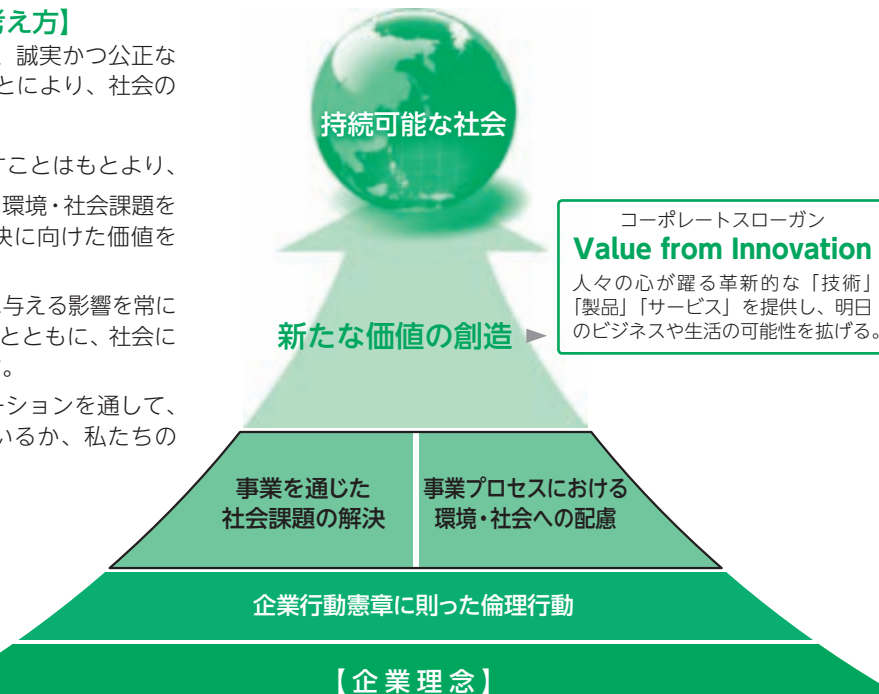 考え方】
、誠実かつ公正な
とにより、社会の
すことはもとより、
環境・社会課題を
決に向けた価値を
に与える影響を常に
とともに、社会に
。
ーションを通して、
いるか、私たちの
持続可能な社会
コーポレートスローガン
Value from Innovation
人々の心が躍る革新的な「技術」
「製品」「サービス」を提供し、明日
のビジネスや生活の可能性を拡げる。
新たな価値の創造
事業を通じた
社会課題の解決
事業プロセスにおける
環境・社会への配慮
企業行動憲章に則った倫理行動
【企業理念】